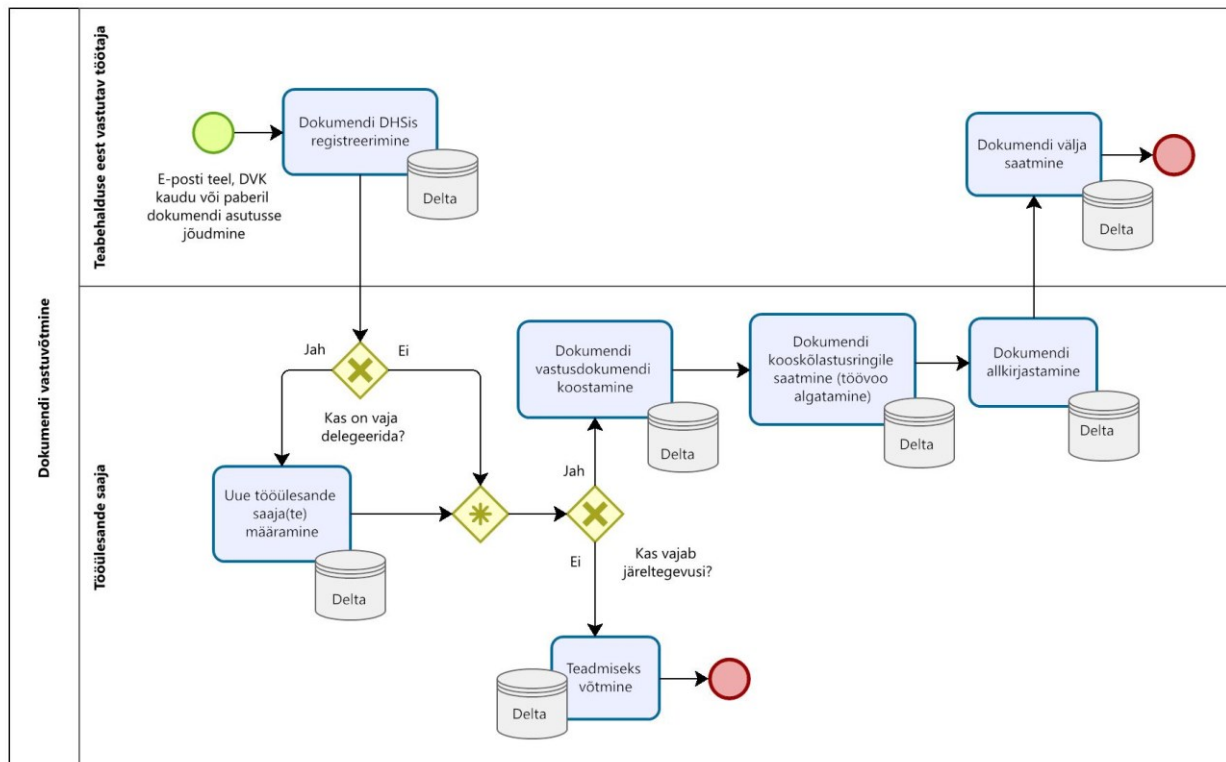 Dokumendi vastuvõtmine
Teabehalduse eest vastutav töötaja
E-posti teel, DVK
kaudu või paberil
dokumendi asutusse
jõudmine
Dokumendi DHSis
registreerimine
Delta
Dokumendi välja
saatmine
Delta
Tööülesande saaja
Jah
Ei
Kas on vaja
delegeerida?
Uue tööülesande
saaja(te)
määramine
Delta
Jah
Ei
Kas vajab
järeltegevusi?
Dokumendi
vastusdokumendi
koostamine
Delta
Dokumendi
kooskõlastusringile
saatmine (töövoo
algatamine)
Delta
Dokumendi
allkirjastamine
Delta
Teadmiseks
võtmine
Delta